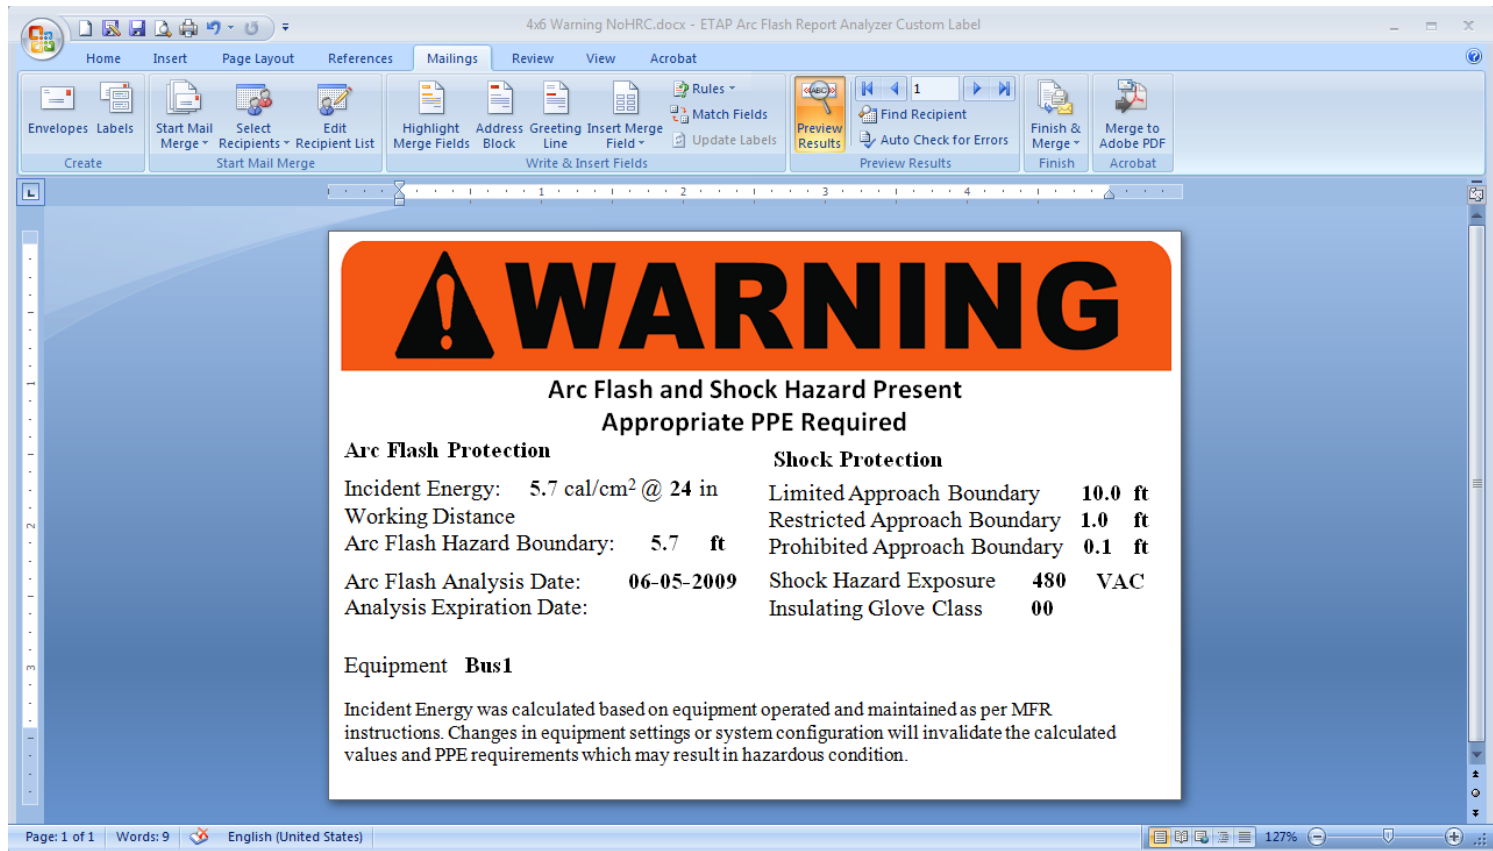 4x6 Warning NoHRC.docx - ETAP Arc Flash Report Analyzer Custom Label
Home Insert Page Layout References Mailings Review View Acrobat
Envelopes Labels
Create
Start Mail Merge
Select Recipients
Edit Recipient List
Start Mail Merge
Highlight Merge Fields
Address Block
Greeting Line
Insert Merge Field
Rules
Match Fields
Update Labels
Write & Insert Fields
«ABC»
Preview Results
1
Find Recipient
Auto Check for Errors
Preview Results
Finish & Merge
Finish
Merge to Adobe PDF
Acrobat
L
1 2 3 4
1
2
3
WARNING
Arc Flash and Shock Hazard Present
Appropriate PPE Required
Arc Flash Protection
Incident Energy: 5.7 cal/cm² @ 24 in
Working Distance
Arc Flash Hazard Boundary: 5.7 ft
Arc Flash Analysis Date: 06-05-2009
Analysis Expiration Date:
Shock Protection
Limited Approach Boundary 10.0 ft
Restricted Approach Boundary 1.0 ft
Prohibited Approach Boundary 0.1 ft
Shock Hazard Exposure 480 VAC
Insulating Glove Class 00
Equipment Bus1
Incident Energy was calculated based on equipment operated and maintained as per MFR
instructions. Changes in equipment settings or system configuration will invalidate the calculated
values and PPE requirements which may result in hazardous condition.
Page: 1 of 1 Words: 9 English (United States) 127%